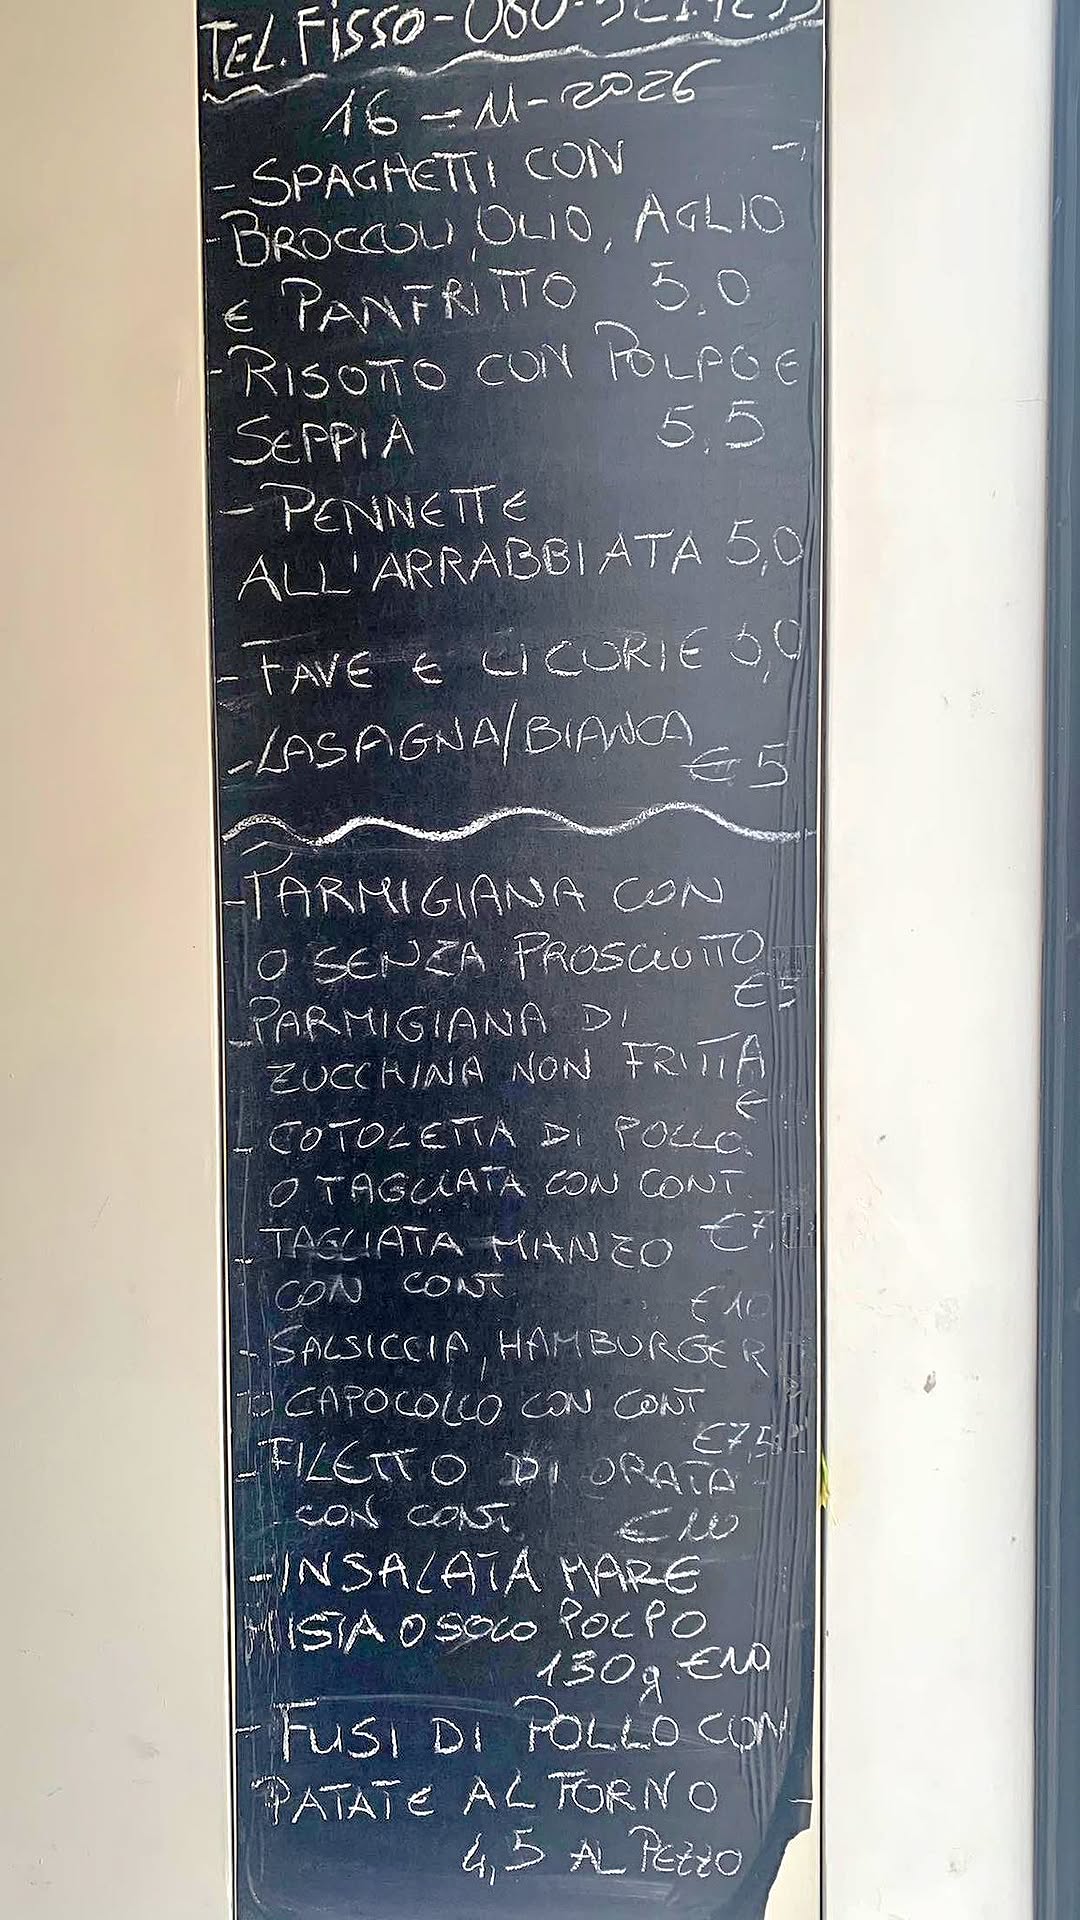 TEL. FISSO - 080-
16-11-2026
- SPAGHETTI CON
- BROCCOLI, OLIO, AGLIO
E PANFRITTO 5,0
- RISOTTO CON POLPO E
SEPPIA 5,5
- PENNETTE
ALL'ARRABBIATA 5,0
- FAVE E CICORIE 5,0
- LASAGNA/BIANCA
€5
- PARMIGIANA CON
O SENZA PROSCIUTTO
€5
- PARMIGIANA DI
ZUCCHINA NON FRITTA
€
- COTOLETTA DI POLLO
O TAGLIATA CON CONT.
€7,
- TAGLIATA MANZO
CON CONT
€10
- SALSICCIA, HAMBURGER
CAPOCOLLO CON CONT
€7,5
- FILETTO DI ORATA
CON CONT. €10
- INSALATA MARE
MISTA O SOLO POLPO
130g €10
- FUSI DI POLLO CON
PATATE AL FORNO
4,5 AL PEZZO